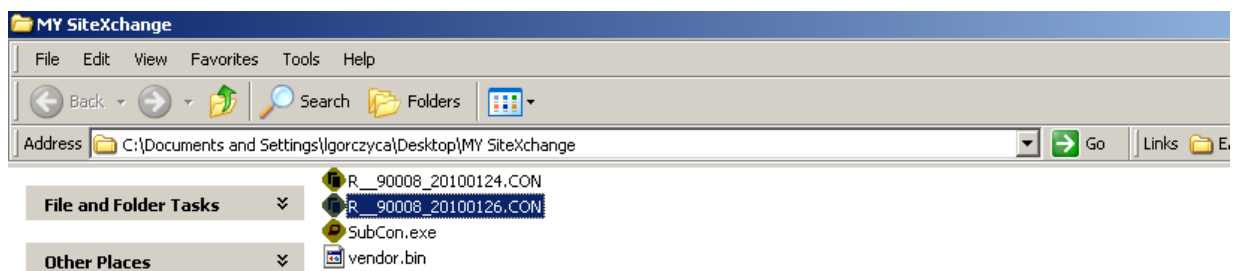 MY SiteXchange
File Edit View Favorites Tools Help
Back Search Folders
Address C:\Documents and Settings\lgorczyca\Desktop\MY SiteXchange Go Links E
R__90008_20100124.CON
File and Folder Tasks R__90008_20100126.CON
SubCon.exe
Other Places vendor.bin